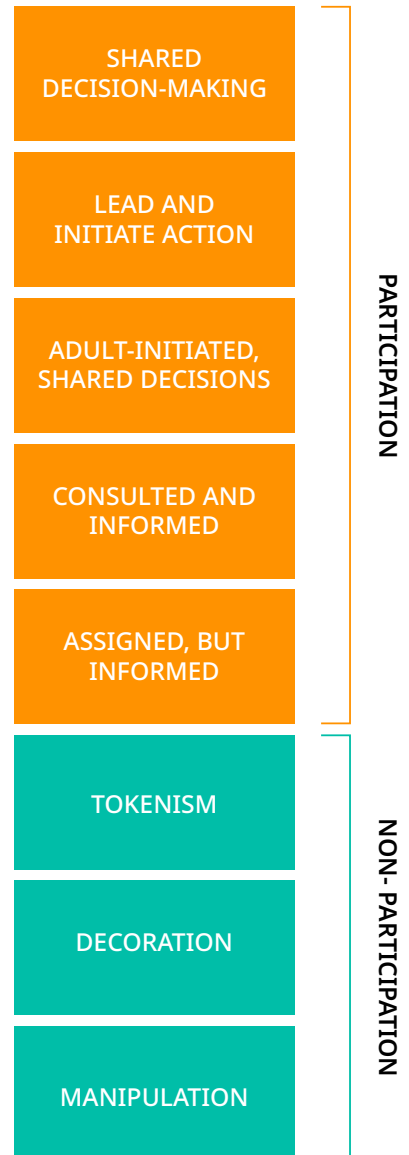 SHARED
DECISION-MAKING
LEAD AND
INITIATE ACTION
ADULT-INITIATED,
SHARED DECISIONS
CONSULTED AND
INFORMED
ASSIGNED, BUT
INFORMED
PARTICIPATION
TOKENISM
DECORATION
MANIPULATION
NON- PARTICIPATION